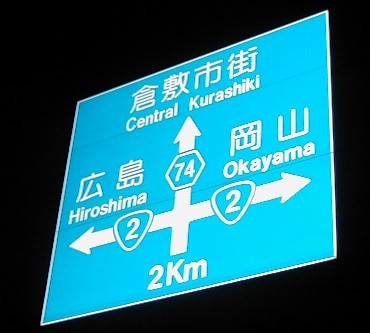 倉敷市街
Central Kurashiki
74
広島
Hiroshima
岡山
Okayama
2
2
2Km